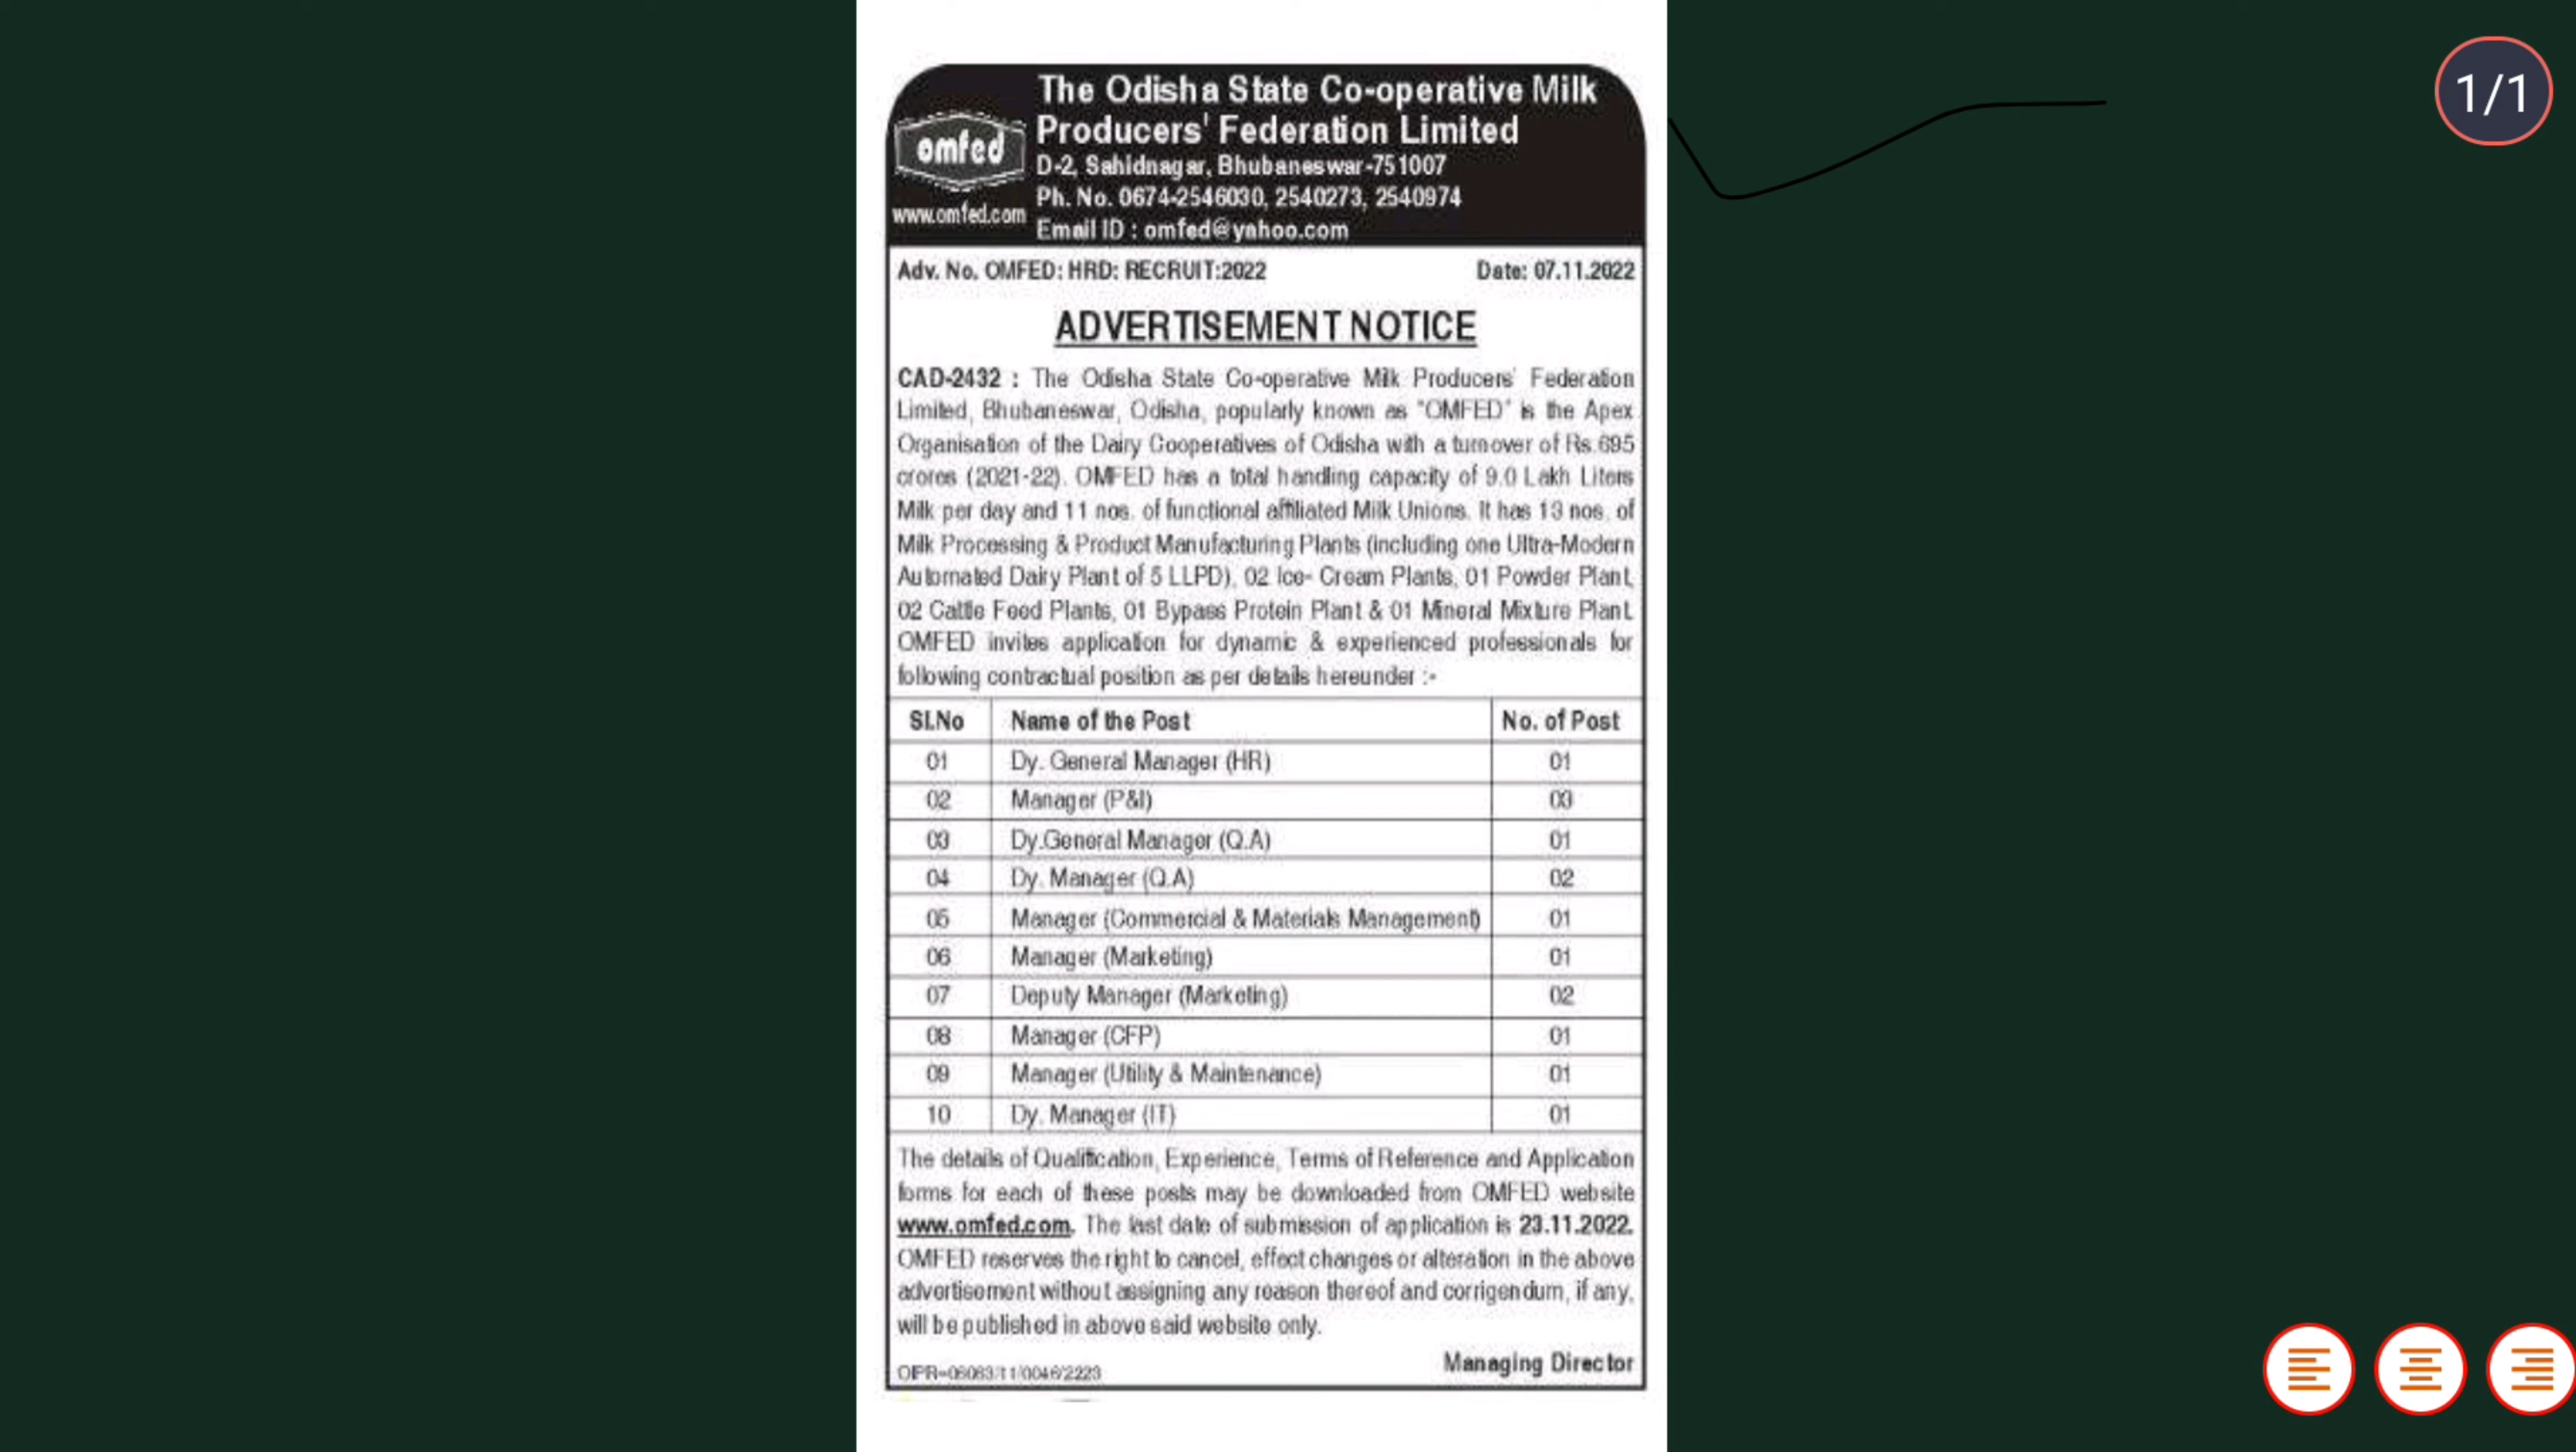 The Odisha State Co-operative Milk
Producers' Federation Limited
omfed
www.omfed.com
D-2, Sahidnagar, Bhubaneswar-751007
Ph. No. 0674-2546030, 2540273, 2540974
Email ID : omfed@yahoo.com
1/1
Adv. No. OMFED: HRD: RECRUIT:2022 Date: 07.11.2022
ADVERTISEMENT NOTICE
CAD-2432 : The Odisha State Co-operative Milk Producers' Federation
Limited, Bhubaneswar, Odisha, popularly known as "OMFED" is the Apex
Organisation of the Dairy Cooperatives of Odisha with a turnover of Rs.695
crores (2021-22). OMFED has a total handling capacity of 9.0 Lakh Liters
Milk per day and 11 nos. of functional affiliated Milk Unions. It has 13 nos. of
Milk Processing & Product Manufacturing Plants (including one Ultra-Modern
Automated Dairy Plant of 5 LLPD), 02 Ice- Cream Plants, 01 Powder Plant,
02 Cattle Feed Plants, 01 Bypass Protein Plant & 01 Mineral Mixture Plant.
OMFED invites application for dynamic & experienced professionals for
following contractual position as per details hereunder :-
Sl.No Name of the Post No. of Post
01 Dy. General Manager (HR) 01
02 Manager (P&I) 03
03 Dy.General Manager (Q.A) 01
04 Dy. Manager (Q.A) 02
05 Manager (Commercial & Materials Management) 01
06 Manager (Marketing) 01
07 Deputy Manager (Marketing) 02
08 Manager (CFP) 01
09 Manager (Utility & Maintenance) 01
10 Dy. Manager (IT) 01
The details of Qualification, Experience, Terms of Reference and Application
forms for each of these posts may be downloaded from OMFED website
www.omfed.com. The last date of submission of application is 23.11.2022.
OMFED reserves the right to cancel, effect changes or alteration in the above
advertisement without assigning any reason thereof and corrigendum, if any,
will be published in above said website only.
Managing Director